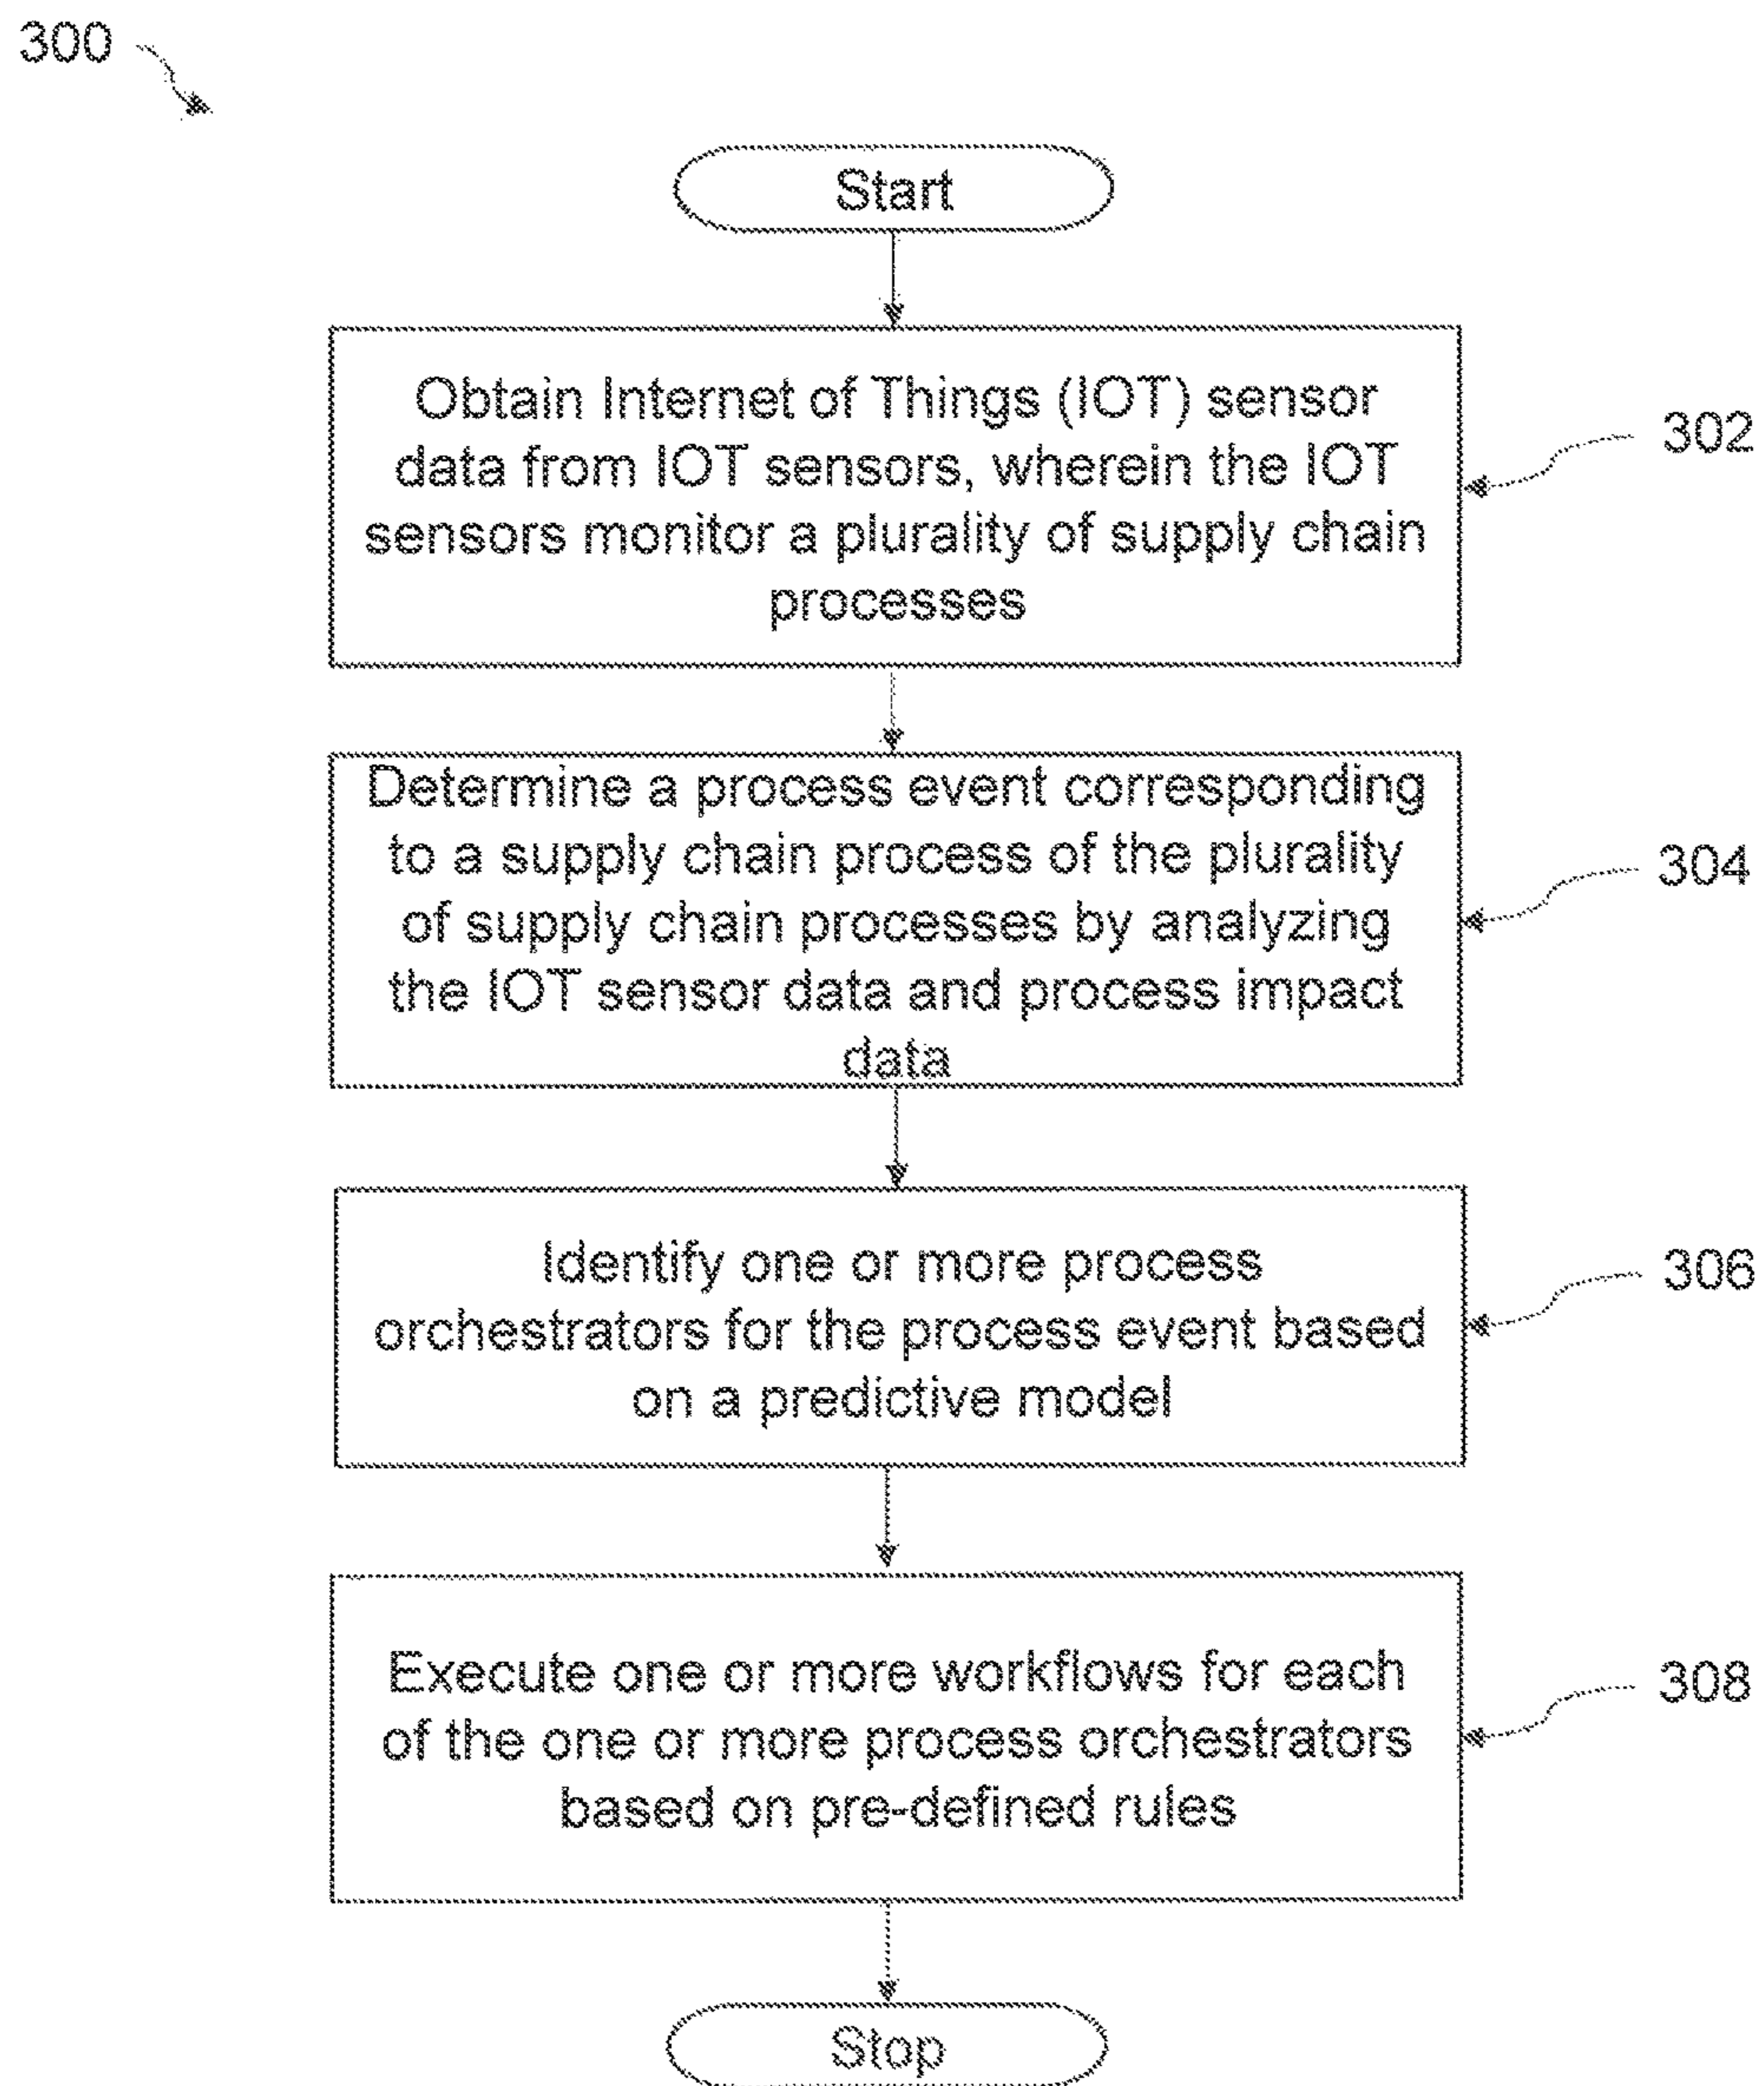 300
Start
Obtain Internet of Things (IOT) sensor
data from IOT sensors, wherein the IOT
sensors monitor a plurality of supply chain
processes
302
Determine a process event corresponding
to a supply chain process of the plurality
of supply chain processes by analyzing
the IOT sensor data and process impact
data
304
Identify one or more process
orchestrators for the process event based
on a predictive model
306
Execute one or more workflows for each
of the one or more process orchestrators
based on pre-defined rules
308
Stop